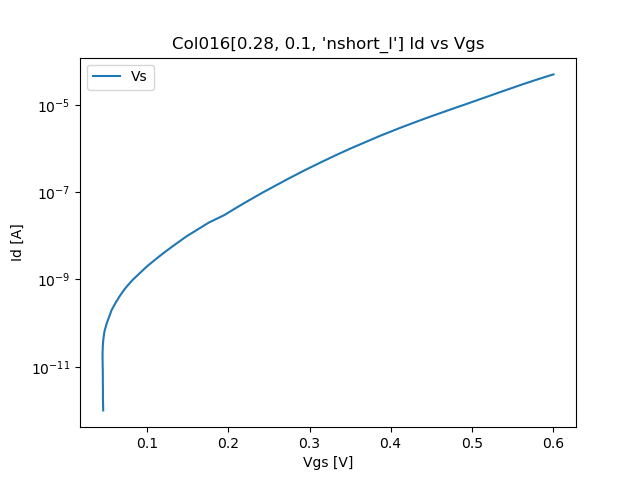 Col016[0.28, 0.1, 'nshort_l'] Id vs Vgs
Vs
10⁻⁵
10⁻⁷
10⁻⁹
10⁻¹¹
Id [A]
0.1 0.2 0.3 0.4 0.5 0.6
Vgs [V]